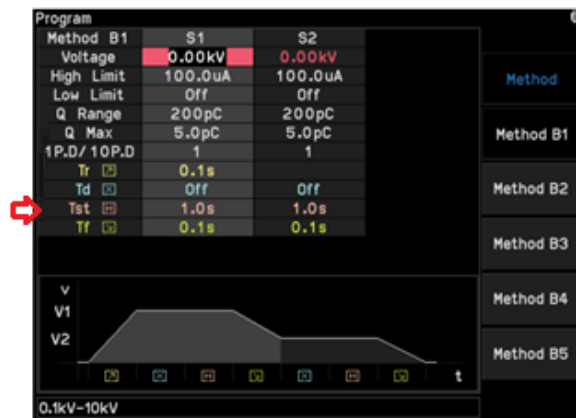 Program
Method B1 S1 S2
Voltage 0.00kV 0.00kV
High Limit 100.0uA 100.0uA
Low Limit Off Off
Q Range 200pC 200pC
Q Max 5.0pC 5.0pC
1P.D/10P.D 1 1
Tr 0.1s
Td Off Off
Tst 1.0s 1.0s
Tf 0.1s 0.1s
V
V1
V2
t
0.1kV-10kV
Method
Method B1
Method B2
Method B3
Method B4
Method B5